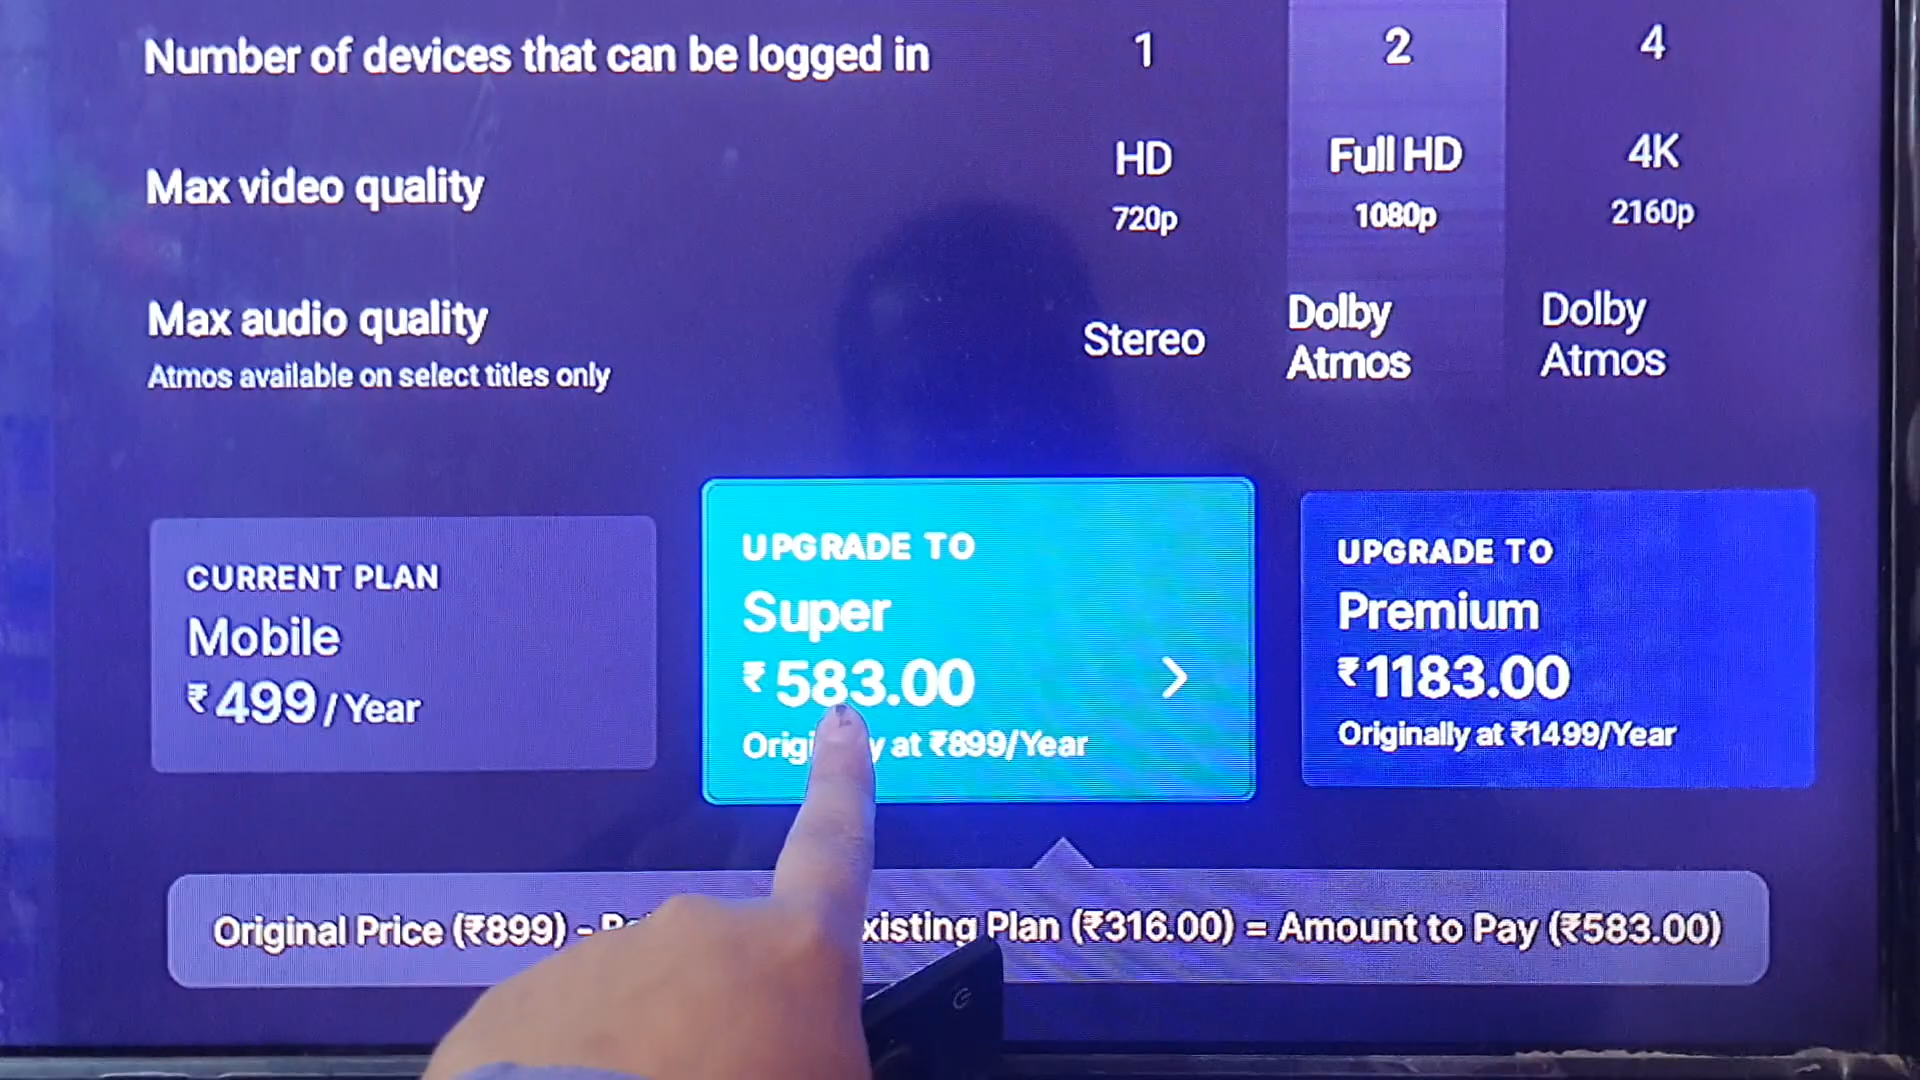 Number of devices that can be logged in 1 2 4
Max video quality HD Full HD 4K
720p 1080p 2160p
Max audio quality Stereo Dolby Atmos Dolby Atmos
Atmos available on select titles only
CURRENT PLAN
Mobile
₹499/Year
UPGRADE TO
Super
₹583.00
at ₹899/Year
UPGRADE TO
Premium
₹1183.00
Originally at ₹1499/Year
Original Price (₹899) - Plan (₹316.00) = Amount to Pay (₹583.00)